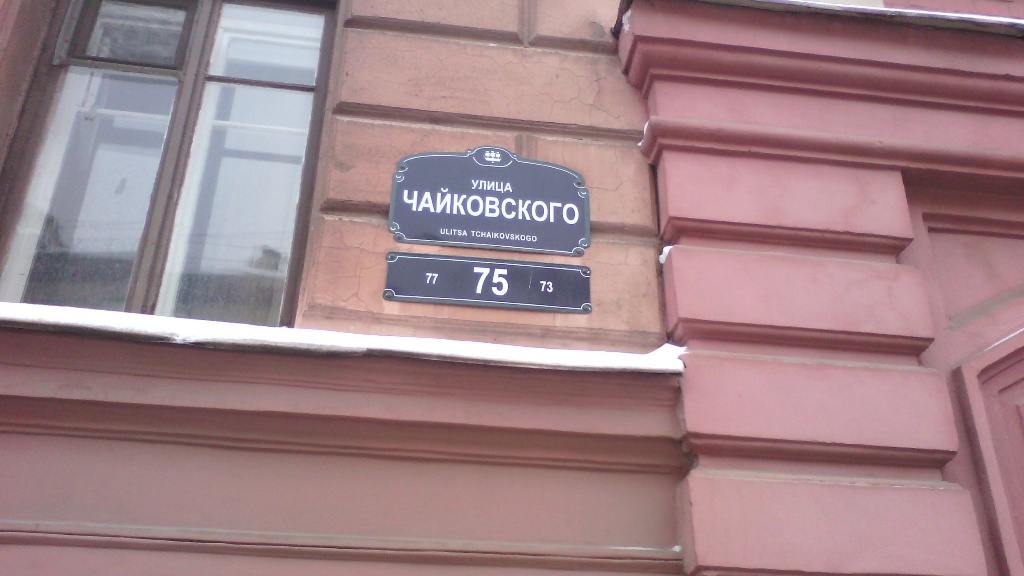 УЛИЦА
ЧАЙКОВСКОГО
ULITSA TCHAIKOVSKOGO
77 75 73